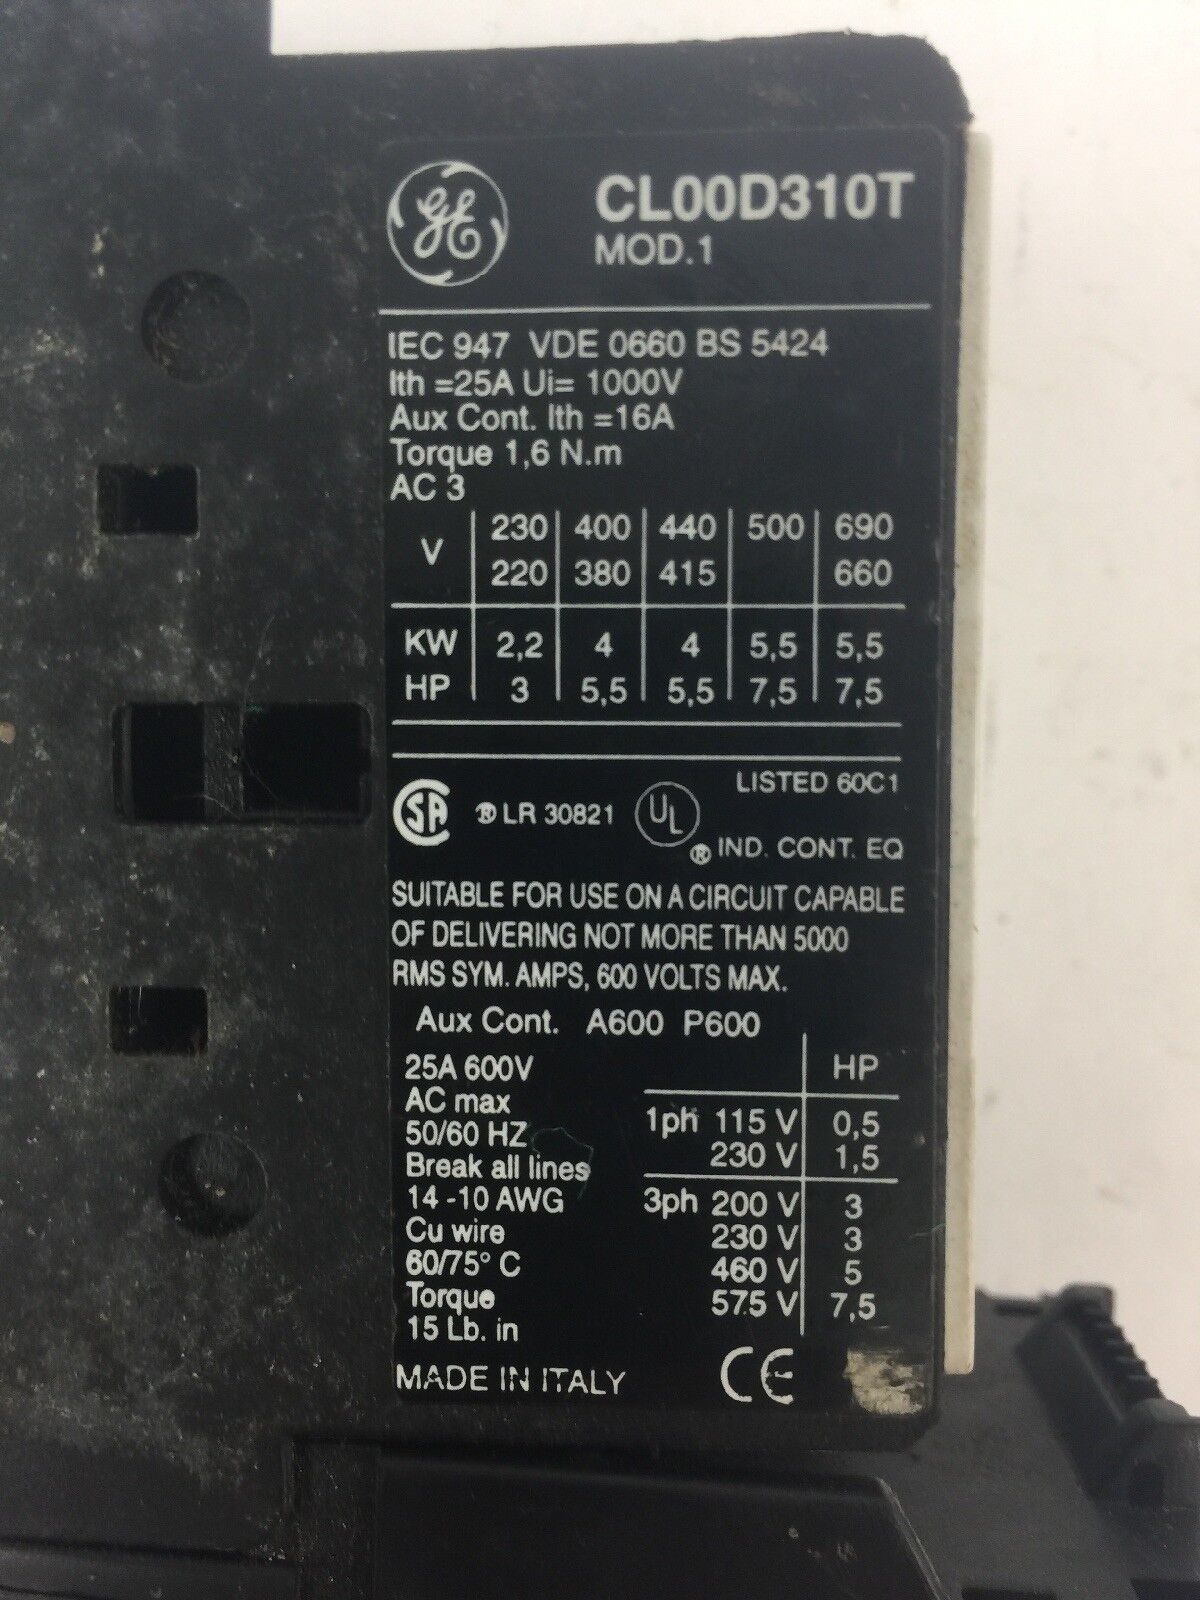 GE CL00D310T
MOD.1
IEC 947 VDE 0660 BS 5424
Ith =25A Ui= 1000V
Aux Cont. Ith =16A
Torque 1,6 N.m
AC 3
V 230 400 440 500 690
220 380 415 660
KW 2,2 4 4 5,5 5,5
HP 3 5,5 5,5 7,5 7,5
LISTED 60C1
CSA ® LR 30821 UL
® IND. CONT. EQ
SUITABLE FOR USE ON A CIRCUIT CAPABLE
OF DELIVERING NOT MORE THAN 5000
RMS SYM. AMPS, 600 VOLTS MAX.
Aux Cont. A600 P600
25A 600V
AC max
50/60 HZ
Break all lines
14 -10 AWG
Cu wire
60/75° C
Torque
15 Lb. in
HP
1ph 115 V 0,5
230 V 1,5
3ph 200 V 3
230 V 3
460 V 5
575 V 7,5
MADE IN ITALY CE